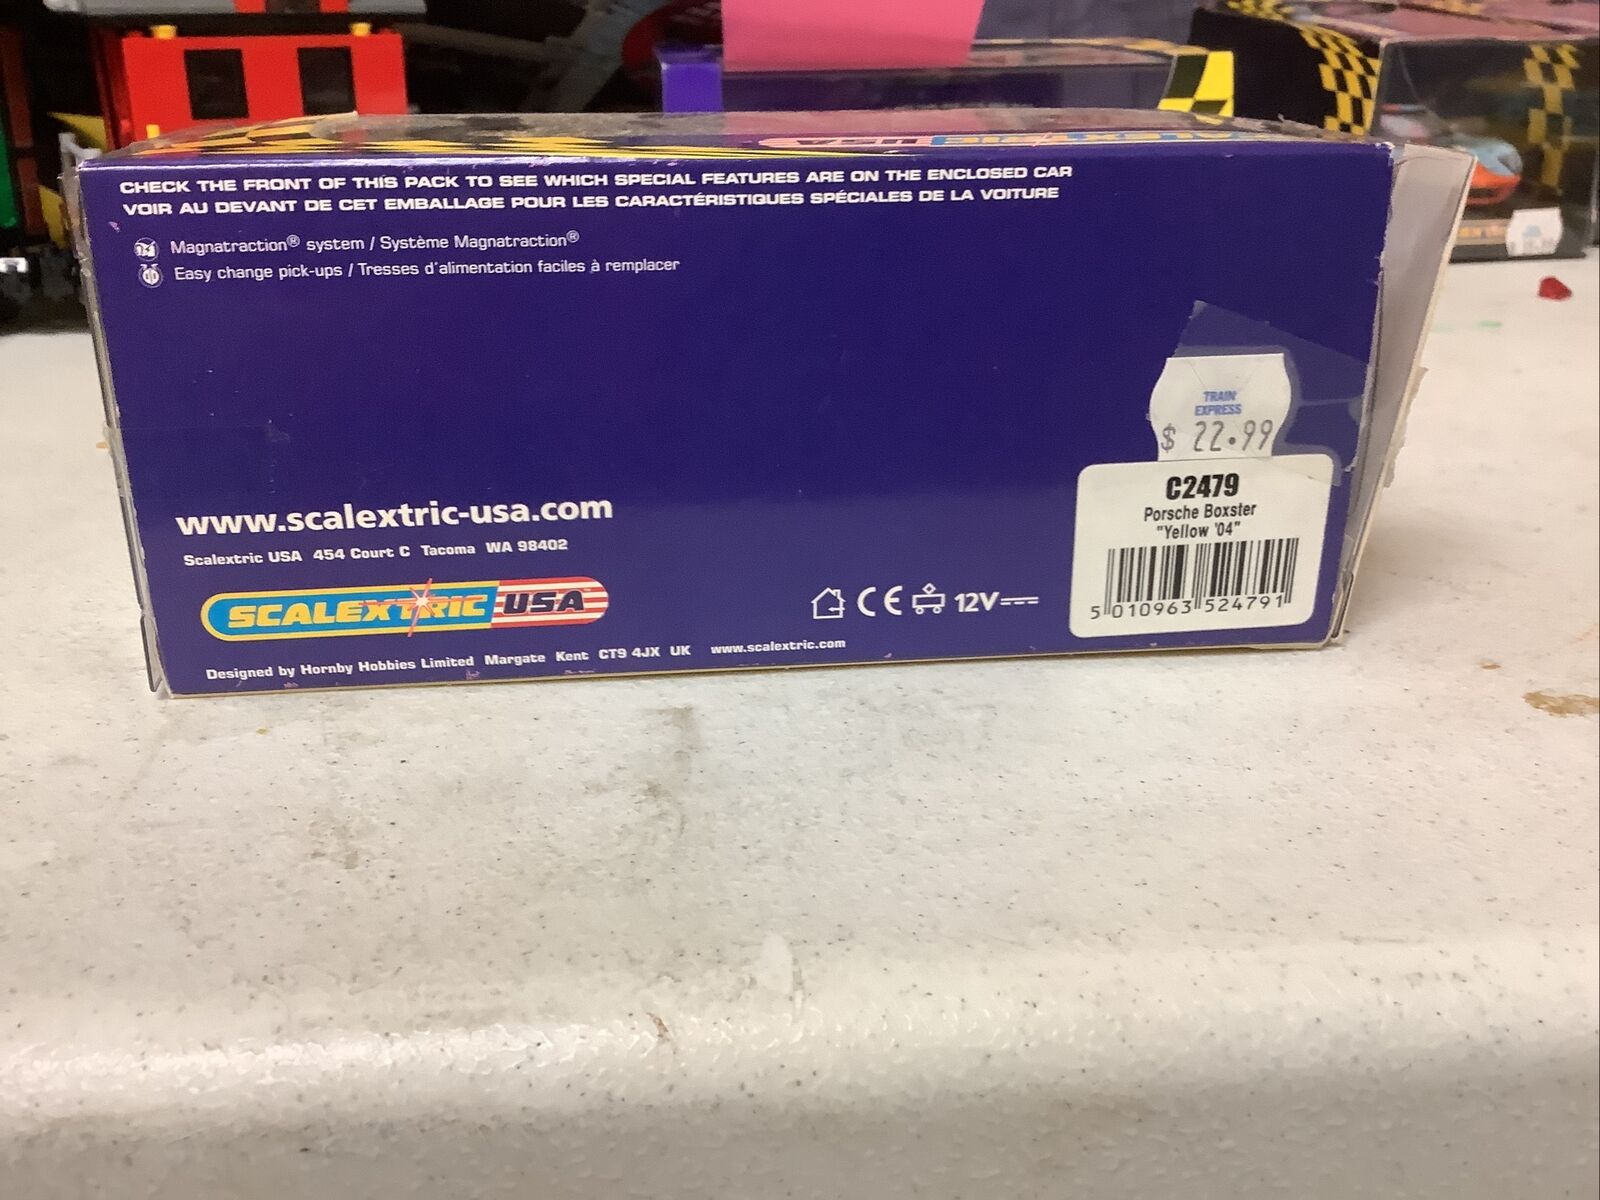 SCALEXTRIC USA
CHECK THE FRONT OF THIS PACK TO SEE WHICH SPECIAL FEATURES ARE ON THE ENCLOSED CAR
VOIR AU DEVANT DE CET EMBALLAGE POUR LES CARACTÉRISTIQUES SPÉCIALES DE LA VOITURE
Magnatraction® system / Système Magnatraction®
Easy change pick-ups / Tresses d'alimentation faciles à remplacer
TRAIN
EXPRESS
$ 22.99
C2479
Porsche Boxster
"Yellow '04"
5 010963 524791
www.scalextric-usa.com
Scalextric USA 454 Court C Tacoma WA 98402
SCALEXTRIC USA™
CE 12V
Designed by Hornby Hobbies Limited Margate Kent CT9 4JX UK www.scalextric.com